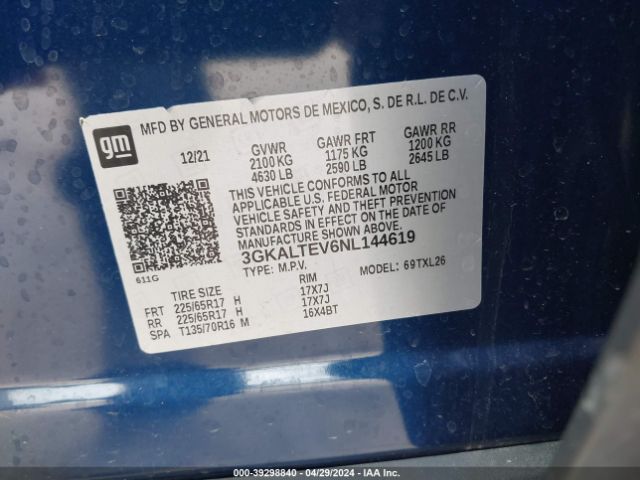 MFD BY GENERAL MOTORS DE MEXICO, S. DE R.L. DE C.V.
gm
12/21 GVWR GAWR FRT GAWR RR
2100 KG 1175 KG 1200 KG
4630 LB 2590 LB 2645 LB
THIS VEHICLE CONFORMS TO ALL
APPLICABLE U.S. FEDERAL MOTOR
VEHICLE SAFETY AND THEFT PREVENTION
STANDARDS IN EFFECT ON THE DATE OF
MANUFACTURE SHOWN ABOVE.
3GKALTEV6NL144619
611G
TYPE: M.P.V. MODEL: 69TXL26
TIRE SIZE RIM
FRT 225/65R17 H 17X7J
RR 225/65R17 H 17X7J
SPA T135/70R16 M 16X4BT
000-39298840 - 04/29/2024 - IAA Inc.